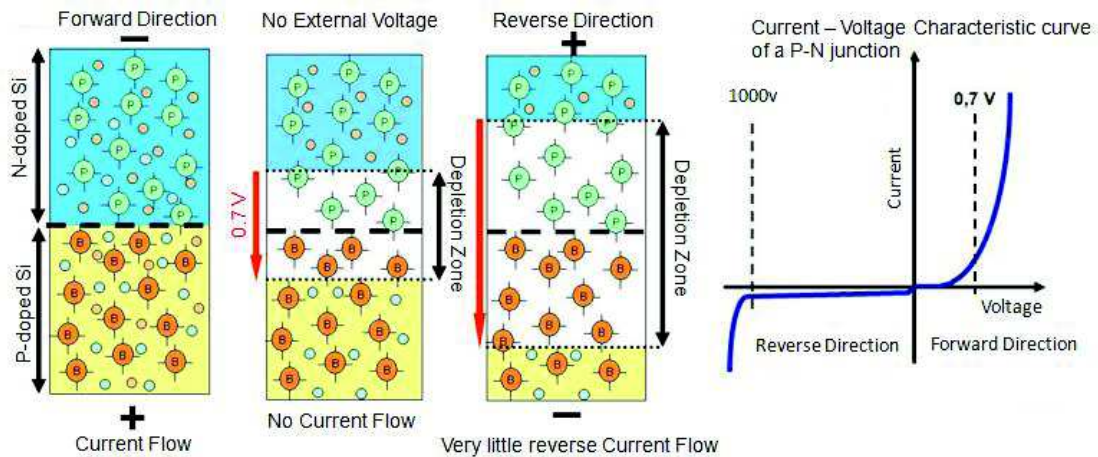 Forward Direction
−
N-doped Si
P-doped Si
+
Current Flow
No External Voltage
0.7 V
Depletion Zone
No Current Flow
Reverse Direction
+
Depletion Zone
−
Very little reverse Current Flow
Current – Voltage Characteristic curve
of a P-N junction
1000v
0,7 V
Current
Voltage
Reverse Direction
Forward Direction
P
P
P
P
P
P
P
P
P
P
P
P
B
B
B
B
B
B
B
B
B
B
B
B